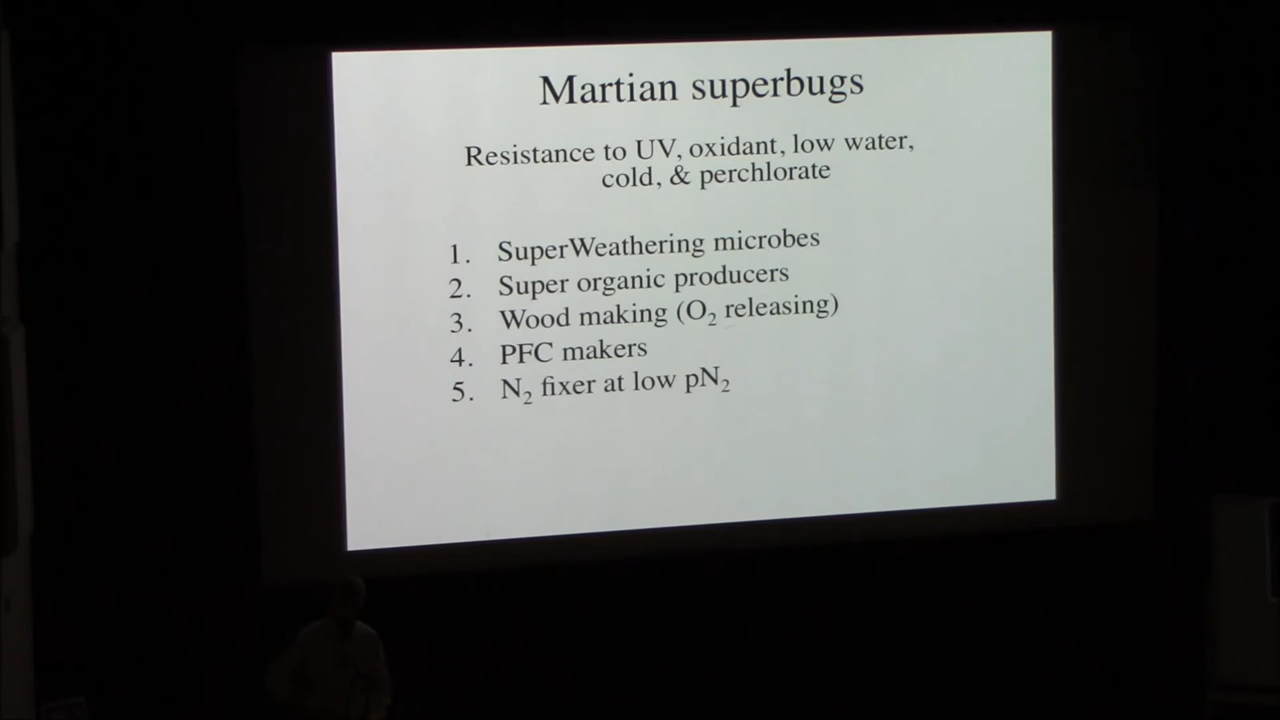 Martian superbugs
Resistance to UV, oxidant, low water,
cold, & perchlorate
1. SuperWeathering microbes
2. Super organic producers
3. Wood making (O₂ releasing)
4. PFC makers
5. N₂ fixer at low pN₂